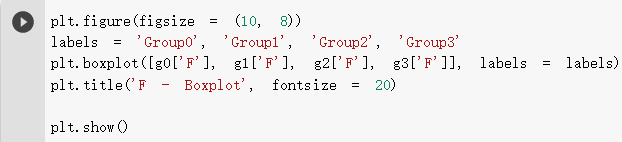 plt.figure(figsize = (10, 8))
labels = 'Group0', 'Group1', 'Group2', 'Group3'
plt.boxplot([g0['F'], g1['F'], g2['F'], g3['F']], labels = labels)
plt.title('F - Boxplot', fontsize = 20)
plt.show()